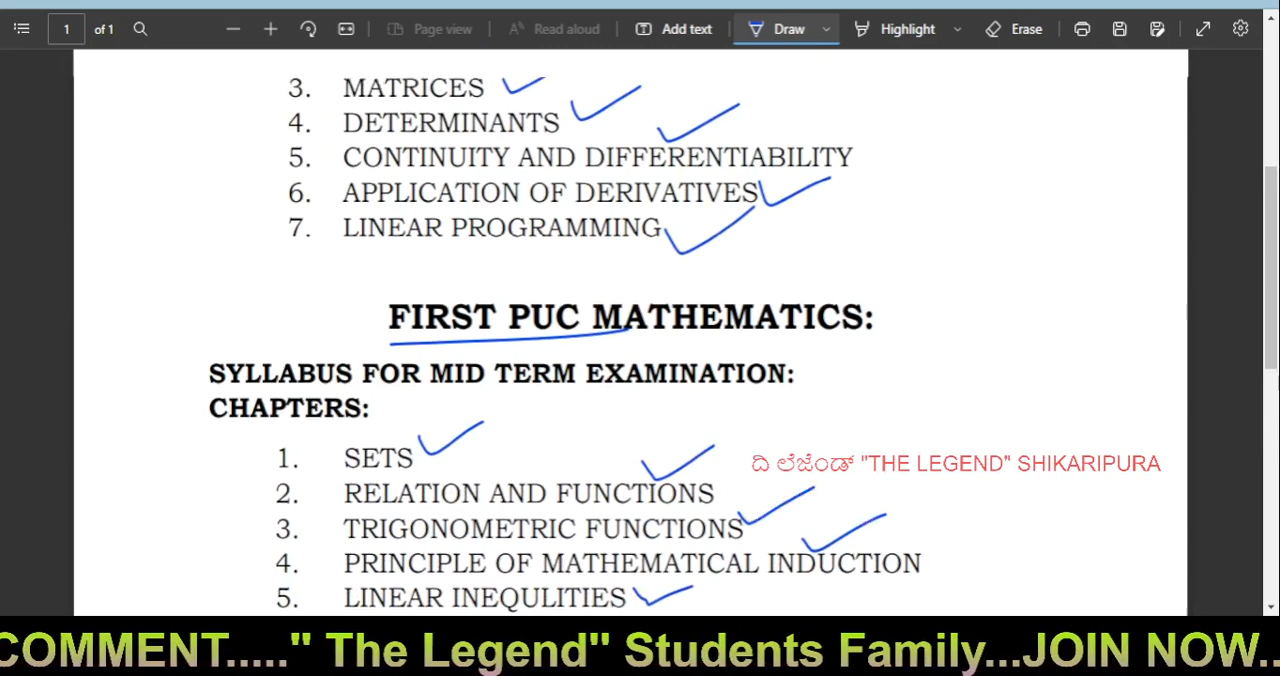 1 of 1 Page view Read aloud Add text Draw Highlight Erase
3. MATRICES
4. DETERMINANTS
5. CONTINUITY AND DIFFERENTIABILITY
6. APPLICATION OF DERIVATIVES
7. LINEAR PROGRAMMING
FIRST PUC MATHEMATICS:
SYLLABUS FOR MID TERM EXAMINATION:
CHAPTERS:
1. SETS
ದಿ ಲೆಜೆಂಡ್ "THE LEGEND" SHIKARIPURA
2. RELATION AND FUNCTIONS
3. TRIGONOMETRIC FUNCTIONS
4. PRINCIPLE OF MATHEMATICAL INDUCTION
5. LINEAR INEQULITIES
COMMENT....." The Legend" Students Family...JOIN NOW..